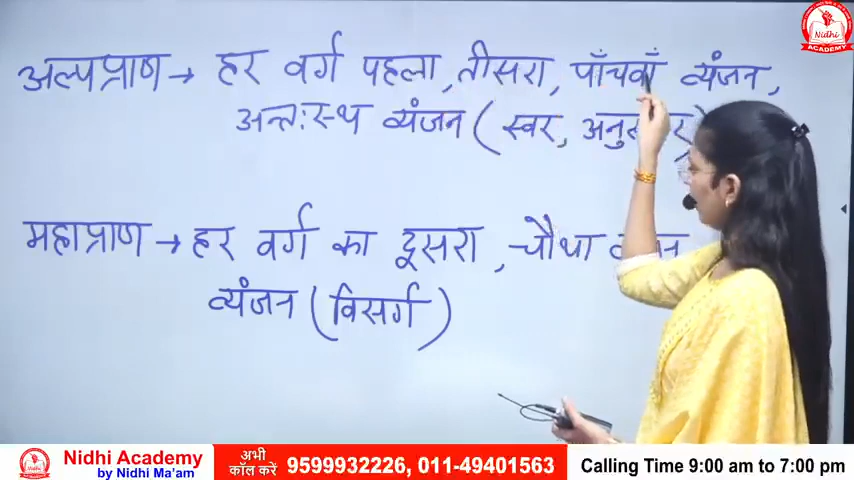 अल्पप्राण → हर वर्ग पहला, तीसरा, पाँचवाँ व्यंजन,
अन्तःस्थ व्यंजन (स्वर,
महाप्राण → हर वर्ग का दूसरा, चौथा
व्यंजन (विसर्ग)
Nidhi
ACADEMY
Nidhi Academy
by Nidhi Ma'am
अभी
कॉल करें
9599932226, 011-49401563
Calling Time 9:00 am to 7:00 pm